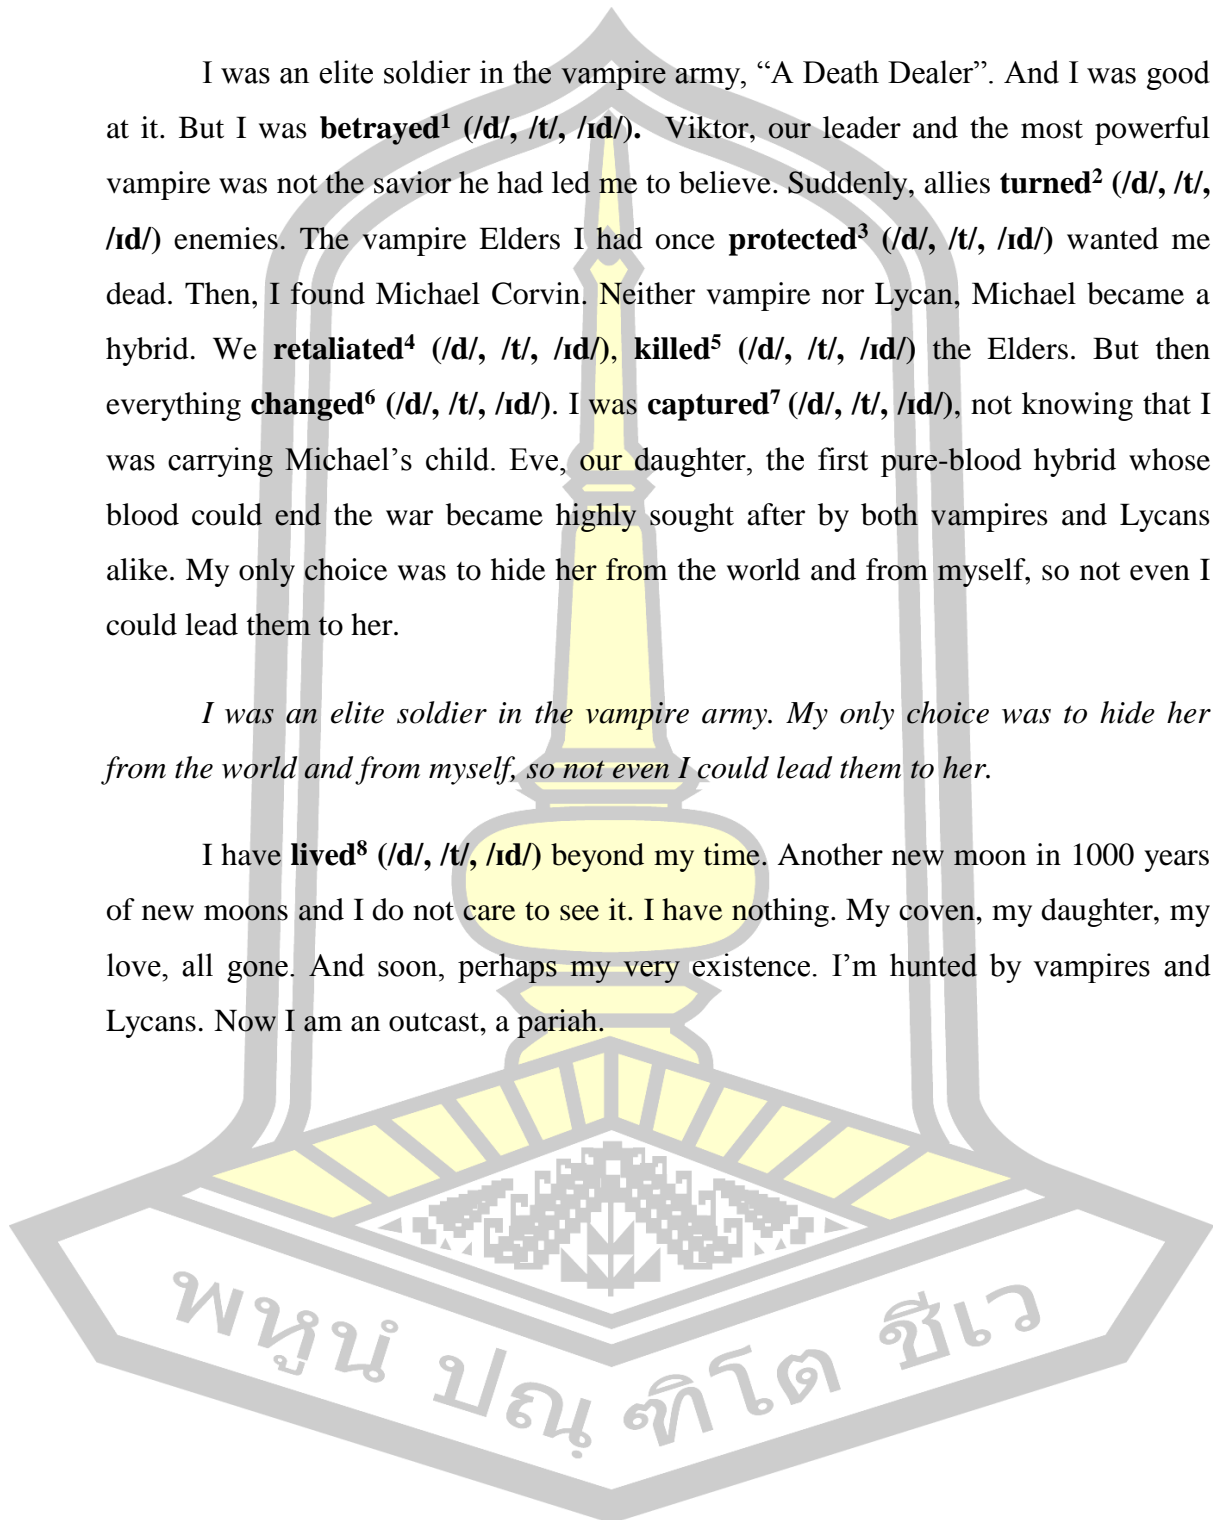 I was an elite soldier in the vampire army, “A Death Dealer”. And I was good
at it. But I was betrayed¹ (/d/, /t/, /ɪd/). Viktor, our leader and the most powerful
vampire was not the savior he had led me to believe. Suddenly, allies turned² (/d/, /t/,
/ɪd/) enemies. The vampire Elders I had once protected³ (/d/, /t/, /ɪd/) wanted me
dead. Then, I found Michael Corvin. Neither vampire nor Lycan, Michael became a
hybrid. We retaliated⁴ (/d/, /t/, /ɪd/), killed⁵ (/d/, /t/, /ɪd/) the Elders. But then
everything changed⁶ (/d/, /t/, /ɪd/). I was captured⁷ (/d/, /t/, /ɪd/), not knowing that I
was carrying Michael’s child. Eve, our daughter, the first pure-blood hybrid whose
blood could end the war became highly sought after by both vampires and Lycans
alike. My only choice was to hide her from the world and from myself, so not even I
could lead them to her.
I was an elite soldier in the vampire army. My only choice was to hide her
from the world and from myself, so not even I could lead them to her.
I have lived⁸ (/d/, /t/, /ɪd/) beyond my time. Another new moon in 1000 years
of new moons and I do not care to see it. I have nothing. My coven, my daughter, my
love, all gone. And soon, perhaps my very existence. I’m hunted by vampires and
Lycans. Now I am an outcast, a pariah.
พหูนํ ปณฺฑิโต ชีเว